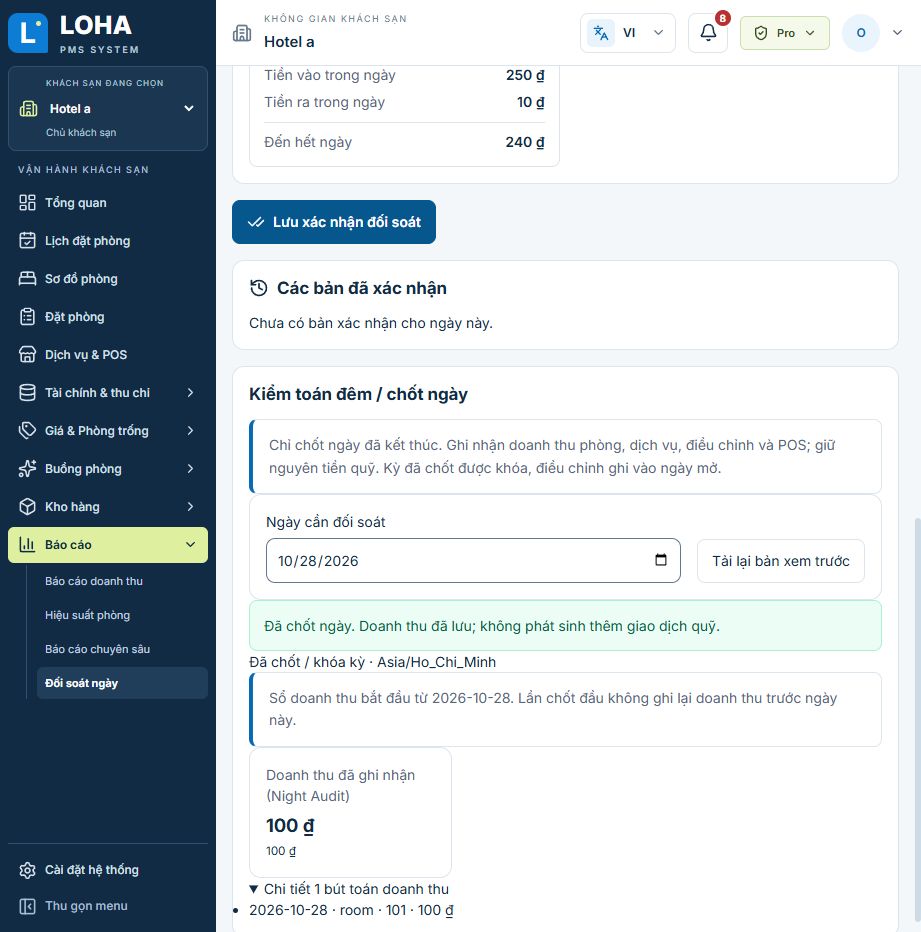 LOHA
PMS SYSTEM
KHÁCH SẠN ĐANG CHỌN
Hotel a
Chủ khách sạn
VẬN HÀNH KHÁCH SẠN
Tổng quan
Lịch đặt phòng
Sơ đồ phòng
Đặt phòng
Dịch vụ & POS
Tài chính & thu chi
Giá & Phòng trống
Buồng phòng
Kho hàng
Báo cáo
Báo cáo doanh thu
Hiệu suất phòng
Báo cáo chuyên sâu
Đối soát ngày
Cài đặt hệ thống
Thu gọn menu
KHÔNG GIAN KHÁCH SẠN
Hotel a
VI
8
Pro
O
Tiền vào trong ngày 250 ₫
Tiền ra trong ngày 10 ₫
Đến hết ngày 240 ₫
Lưu xác nhận đối soát
Các bản đã xác nhận
Chưa có bản xác nhận cho ngày này.
Kiểm toán đêm / chốt ngày
Chỉ chốt ngày đã kết thúc. Ghi nhận doanh thu phòng, dịch vụ, điều chỉnh và POS; giữ
nguyên tiền quỹ. Kỳ đã chốt được khóa, điều chỉnh ghi vào ngày mở.
Ngày cần đối soát
10/28/2026
Tải lại bản xem trước
Đã chốt ngày. Doanh thu đã lưu; không phát sinh thêm giao dịch quỹ.
Đã chốt / khóa kỳ · Asia/Ho_Chi_Minh
Sổ doanh thu bắt đầu từ 2026-10-28. Lần chốt đầu không ghi lại doanh thu trước ngày
này.
Doanh thu đã ghi nhận
(Night Audit)
100 ₫
100 ₫
▼ Chi tiết 1 bút toán doanh thu
• 2026-10-28 · room · 101 · 100 ₫